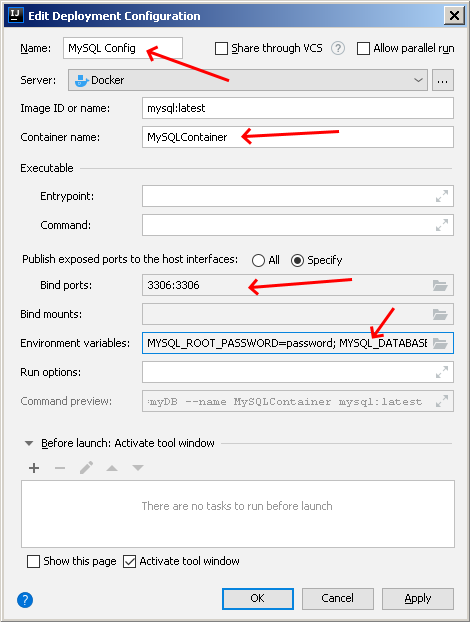 Edit Deployment Configuration
Name: MySQL Config Share through VCS ? Allow parallel run
Server: Docker ...
Image ID or name: mysql:latest
Container name: MySQLContainer
Executable
Entrypoint:
Command:
Publish exposed ports to the host interfaces: All Specify
Bind ports: 3306:3306
Bind mounts:
Environment variables: MYSQL_ROOT_PASSWORD=password; MYSQL_DATABASE
Run options:
Command preview: =myDB --name MySQLContainer mysql:latest
Before launch: Activate tool window
There are no tasks to run before launch
Show this page Activate tool window
? OK Cancel Apply